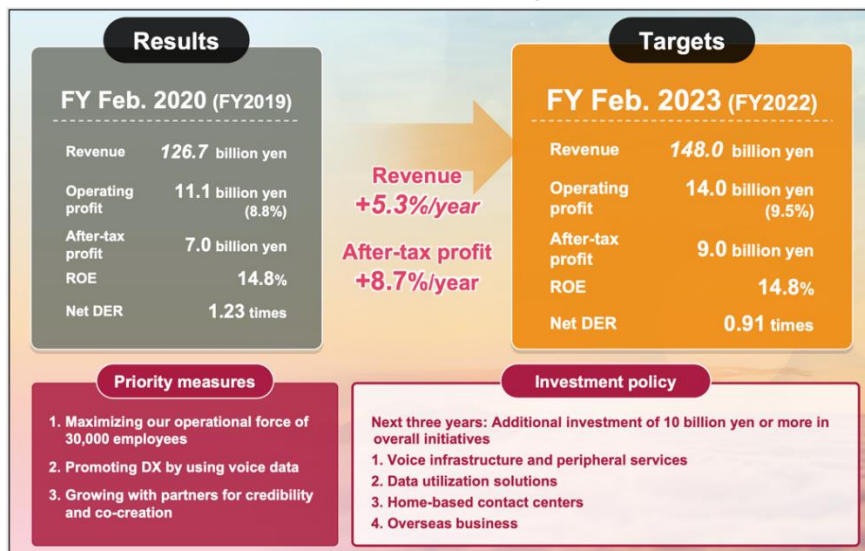 Results
FY Feb. 2020 (FY2019)
Revenue 126.7 billion yen
Operating profit 11.1 billion yen
(8.8%)
After-tax profit 7.0 billion yen
ROE 14.8%
Net DER 1.23 times
Revenue
+5.3%/year
After-tax profit
+8.7%/year
Targets
FY Feb. 2023 (FY2022)
Revenue 148.0 billion yen
Operating profit 14.0 billion yen
(9.5%)
After-tax profit 9.0 billion yen
ROE 14.8%
Net DER 0.91 times
Priority measures
1. Maximizing our operational force of
30,000 employees
2. Promoting DX by using voice data
3. Growing with partners for credibility
and co-creation
Investment policy
Next three years: Additional investment of 10 billion yen or more in
overall initiatives
1. Voice infrastructure and peripheral services
2. Data utilization solutions
3. Home-based contact centers
4. Overseas business